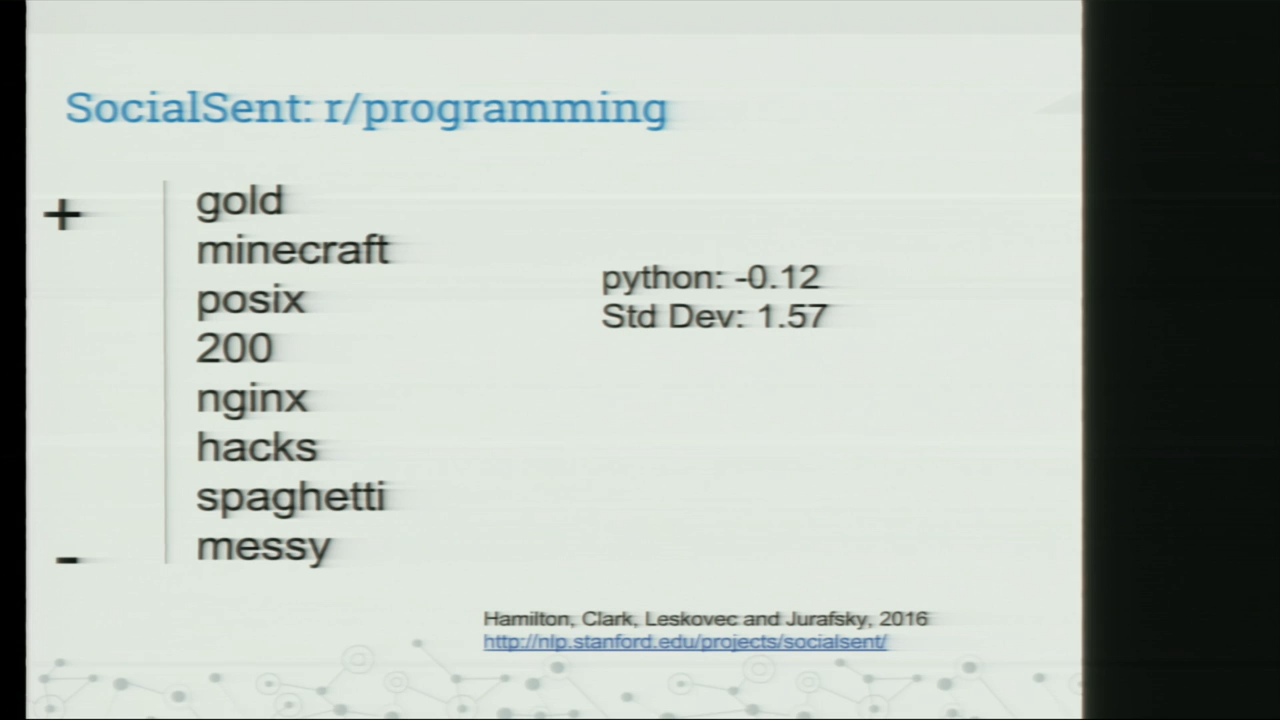 SocialSent: r/programming
+
gold
minecraft
posix
200
nginx
hacks
spaghetti
messy
-
python: -0.12
Std Dev: 1.57
Hamilton, Clark, Leskovec and Jurafsky, 2016
http://nlp.stanford.edu/projects/socialsent/